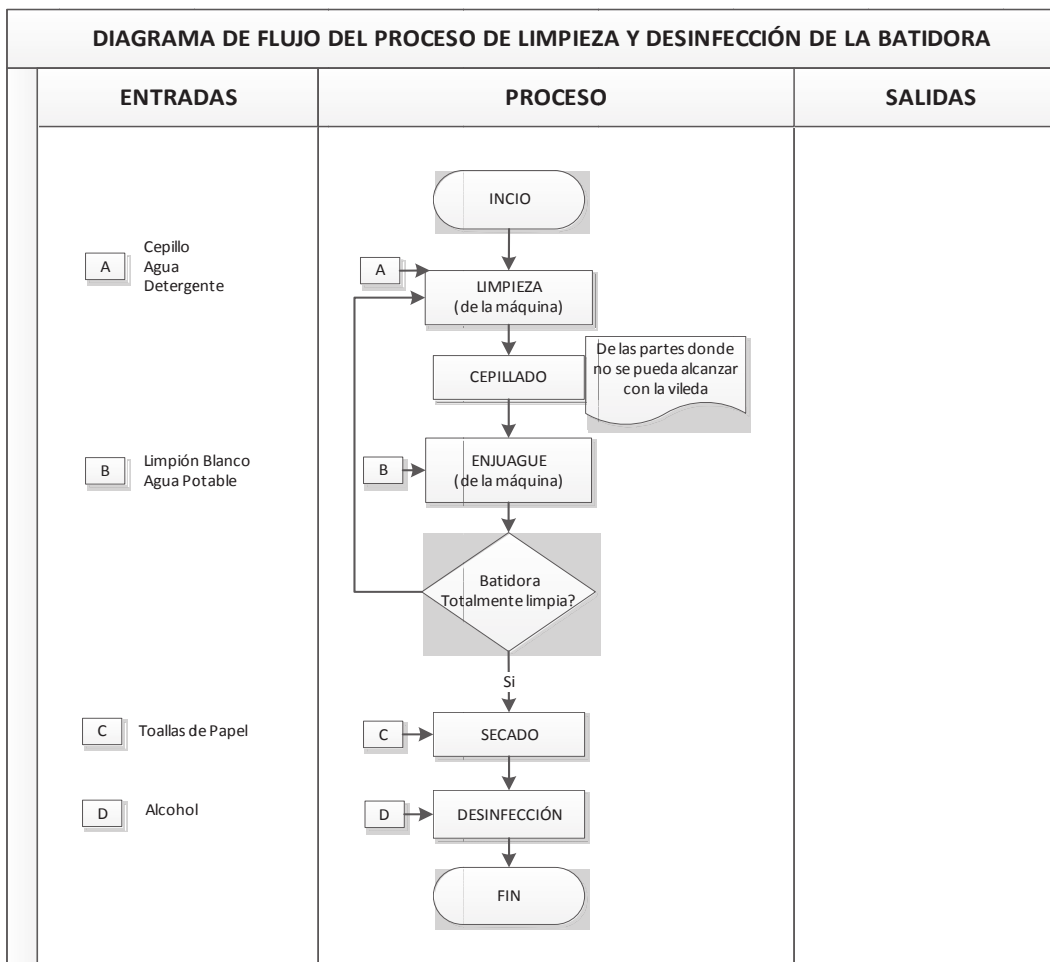 DIAGRAMA DE FLUJO DEL PROCESO DE LIMPIEZA Y DESINFECCIÓN DE LA BATIDORA
ENTRADAS
PROCESO
SALIDAS
INCIO
A
Cepillo
Agua
Detergente
A
LIMPIEZA
(de la máquina)
CEPILLADO
De las partes donde
no se pueda alcanzar
con la vileda
B
Limpión Blanco
Agua Potable
B
ENJUAGUE
(de la máquina)
Batidora
Totalmente limpia?
Si
C
Toallas de Papel
C
SECADO
D
Alcohol
D
DESINFECCIÓN
FIN